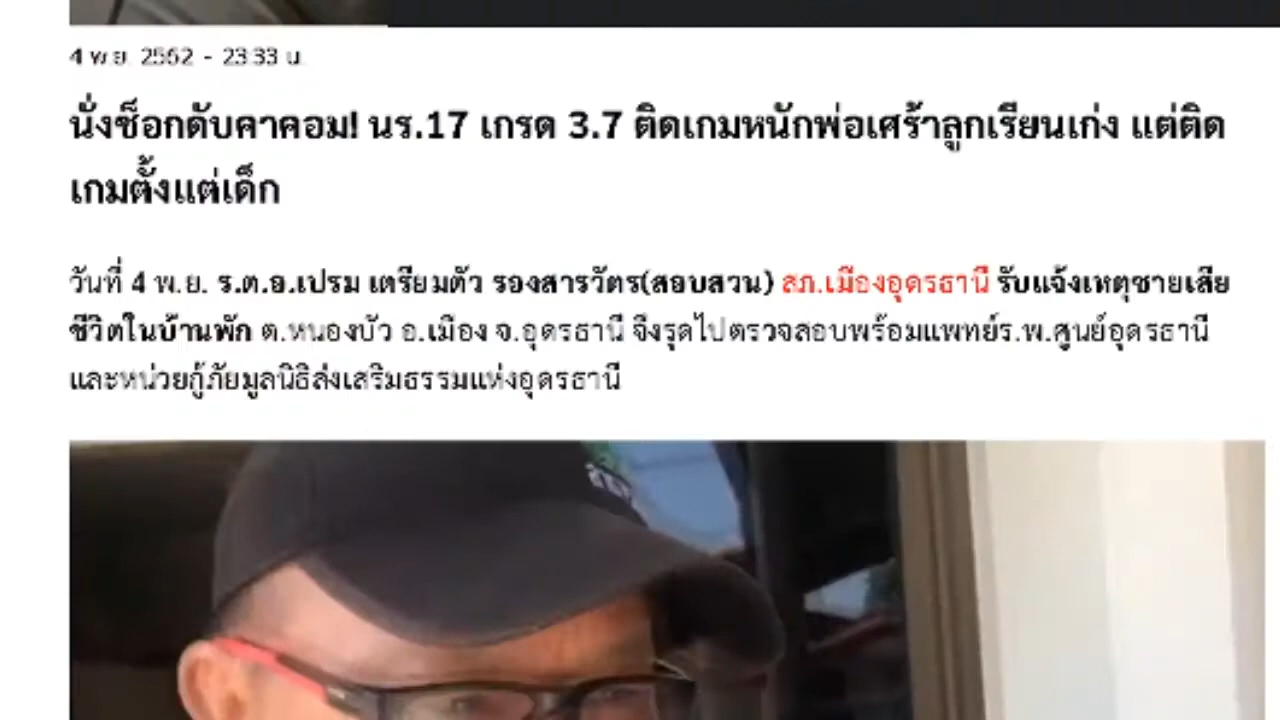 4 พ.ย. 2562 - 23:33 น.
นั่งช็อกดับคาคอม! นร.17 เกรด 3.7 ติดเกมหนักพ่อเศร้าลูกเรียนเก่ง แต่ติด
เกมตั้งแต่เด็ก
วันที่ 4 พ.ย. ร.ต.อ.เปรม เตรียมตัว รองสารวัตร(สอบสวน) สภ.เมืองอุดรธานี รับแจ้งเหตุชายเสีย
ชีวิตในบ้านพัก ต.หนองบัว อ.เมือง จ.อุดรธานี จึงรุดไปตรวจสอบพร้อมแพทย์ร.พ.ศูนย์อุดรธานี
และหน่วยกู้ภัยมูลนิธิส่งเสริมธรรมแห่งอุดรธานี